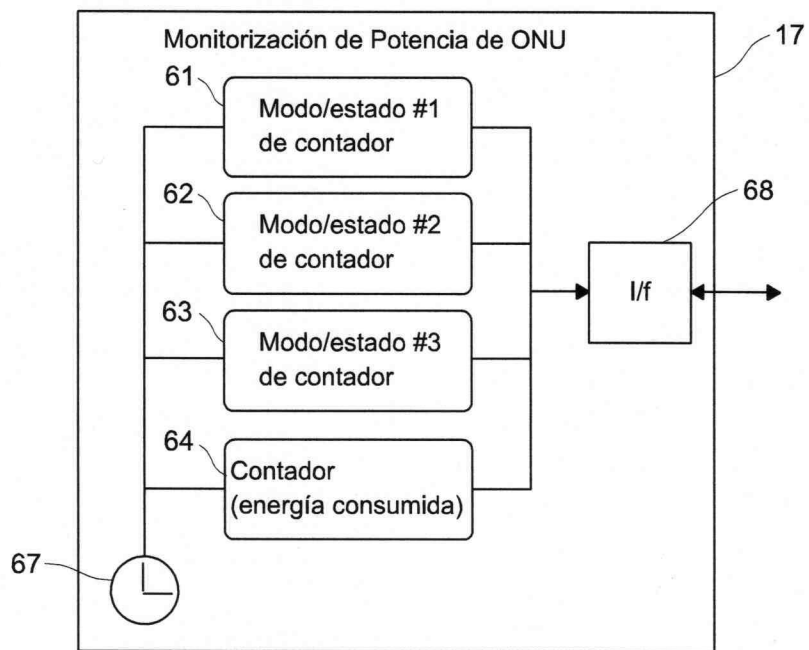 Monitorización de Potencia de ONU
17
61
Modo/estado #1
de contador
62
Modo/estado #2
de contador
68
I/f
63
Modo/estado #3
de contador
64
Contador
(energía consumida)
67